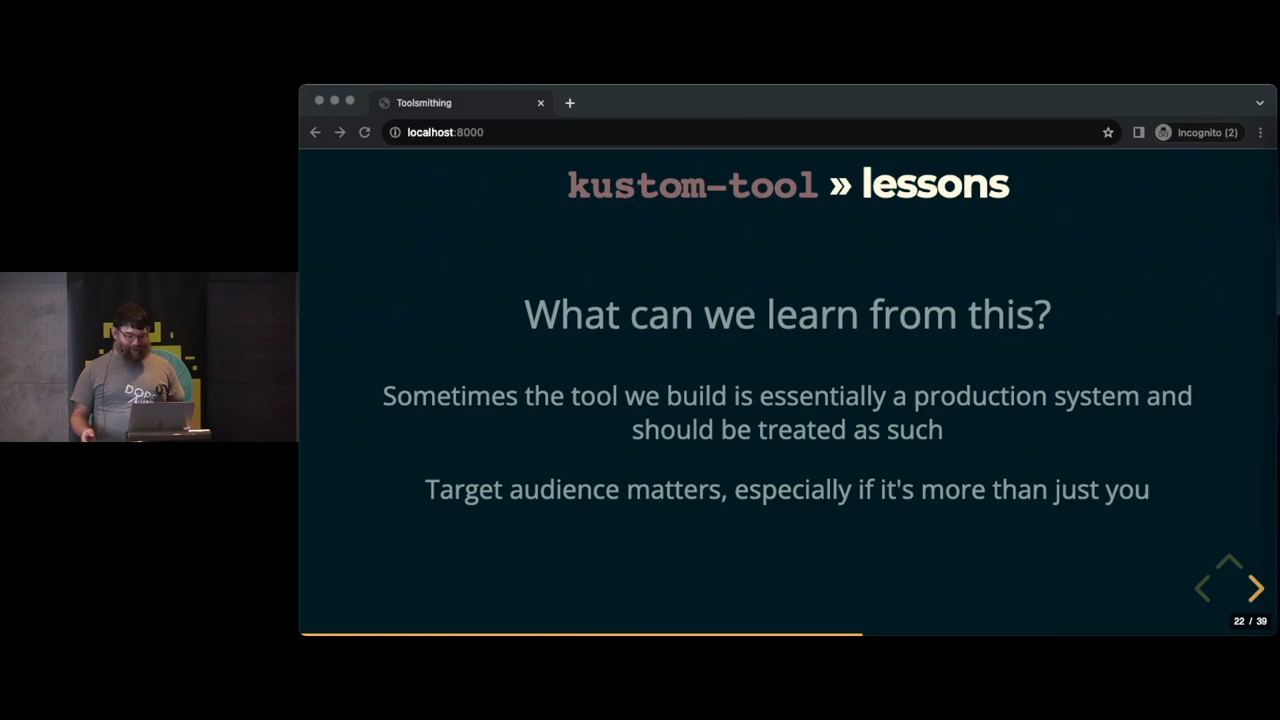 Toolsmithing
localhost:8000
Incognito (2)
kustom-tool » lessons
What can we learn from this?
Sometimes the tool we build is essentially a production system and
should be treated as such
Target audience matters, especially if it's more than just you
22 / 39